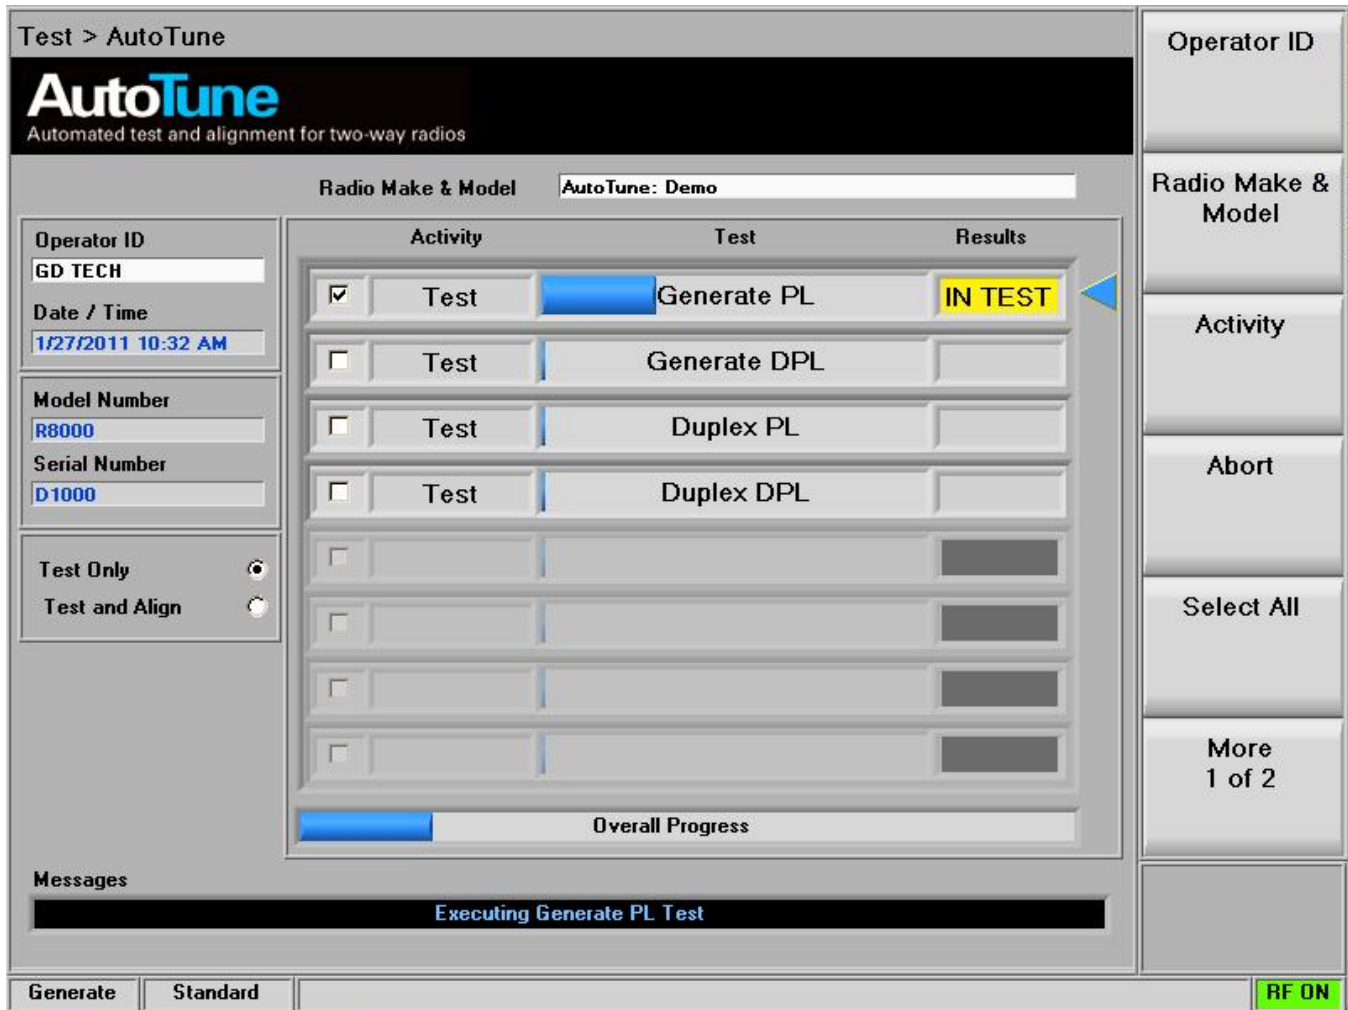 Test > AutoTune
AutoTune
Automated test and alignment for two-way radios
Radio Make & Model
AutoTune: Demo
Operator ID
GD TECH
Date / Time
1/27/2011 10:32 AM
Model Number
R8000
Serial Number
D1000
Test Only
Test and Align
Activity Test Results
Test Generate PL IN TEST
Test Generate DPL
Test Duplex PL
Test Duplex DPL
Overall Progress
Messages
Executing Generate PL Test
Generate Standard RF ON
Operator ID
Radio Make &
Model
Activity
Abort
Select All
More
1 of 2